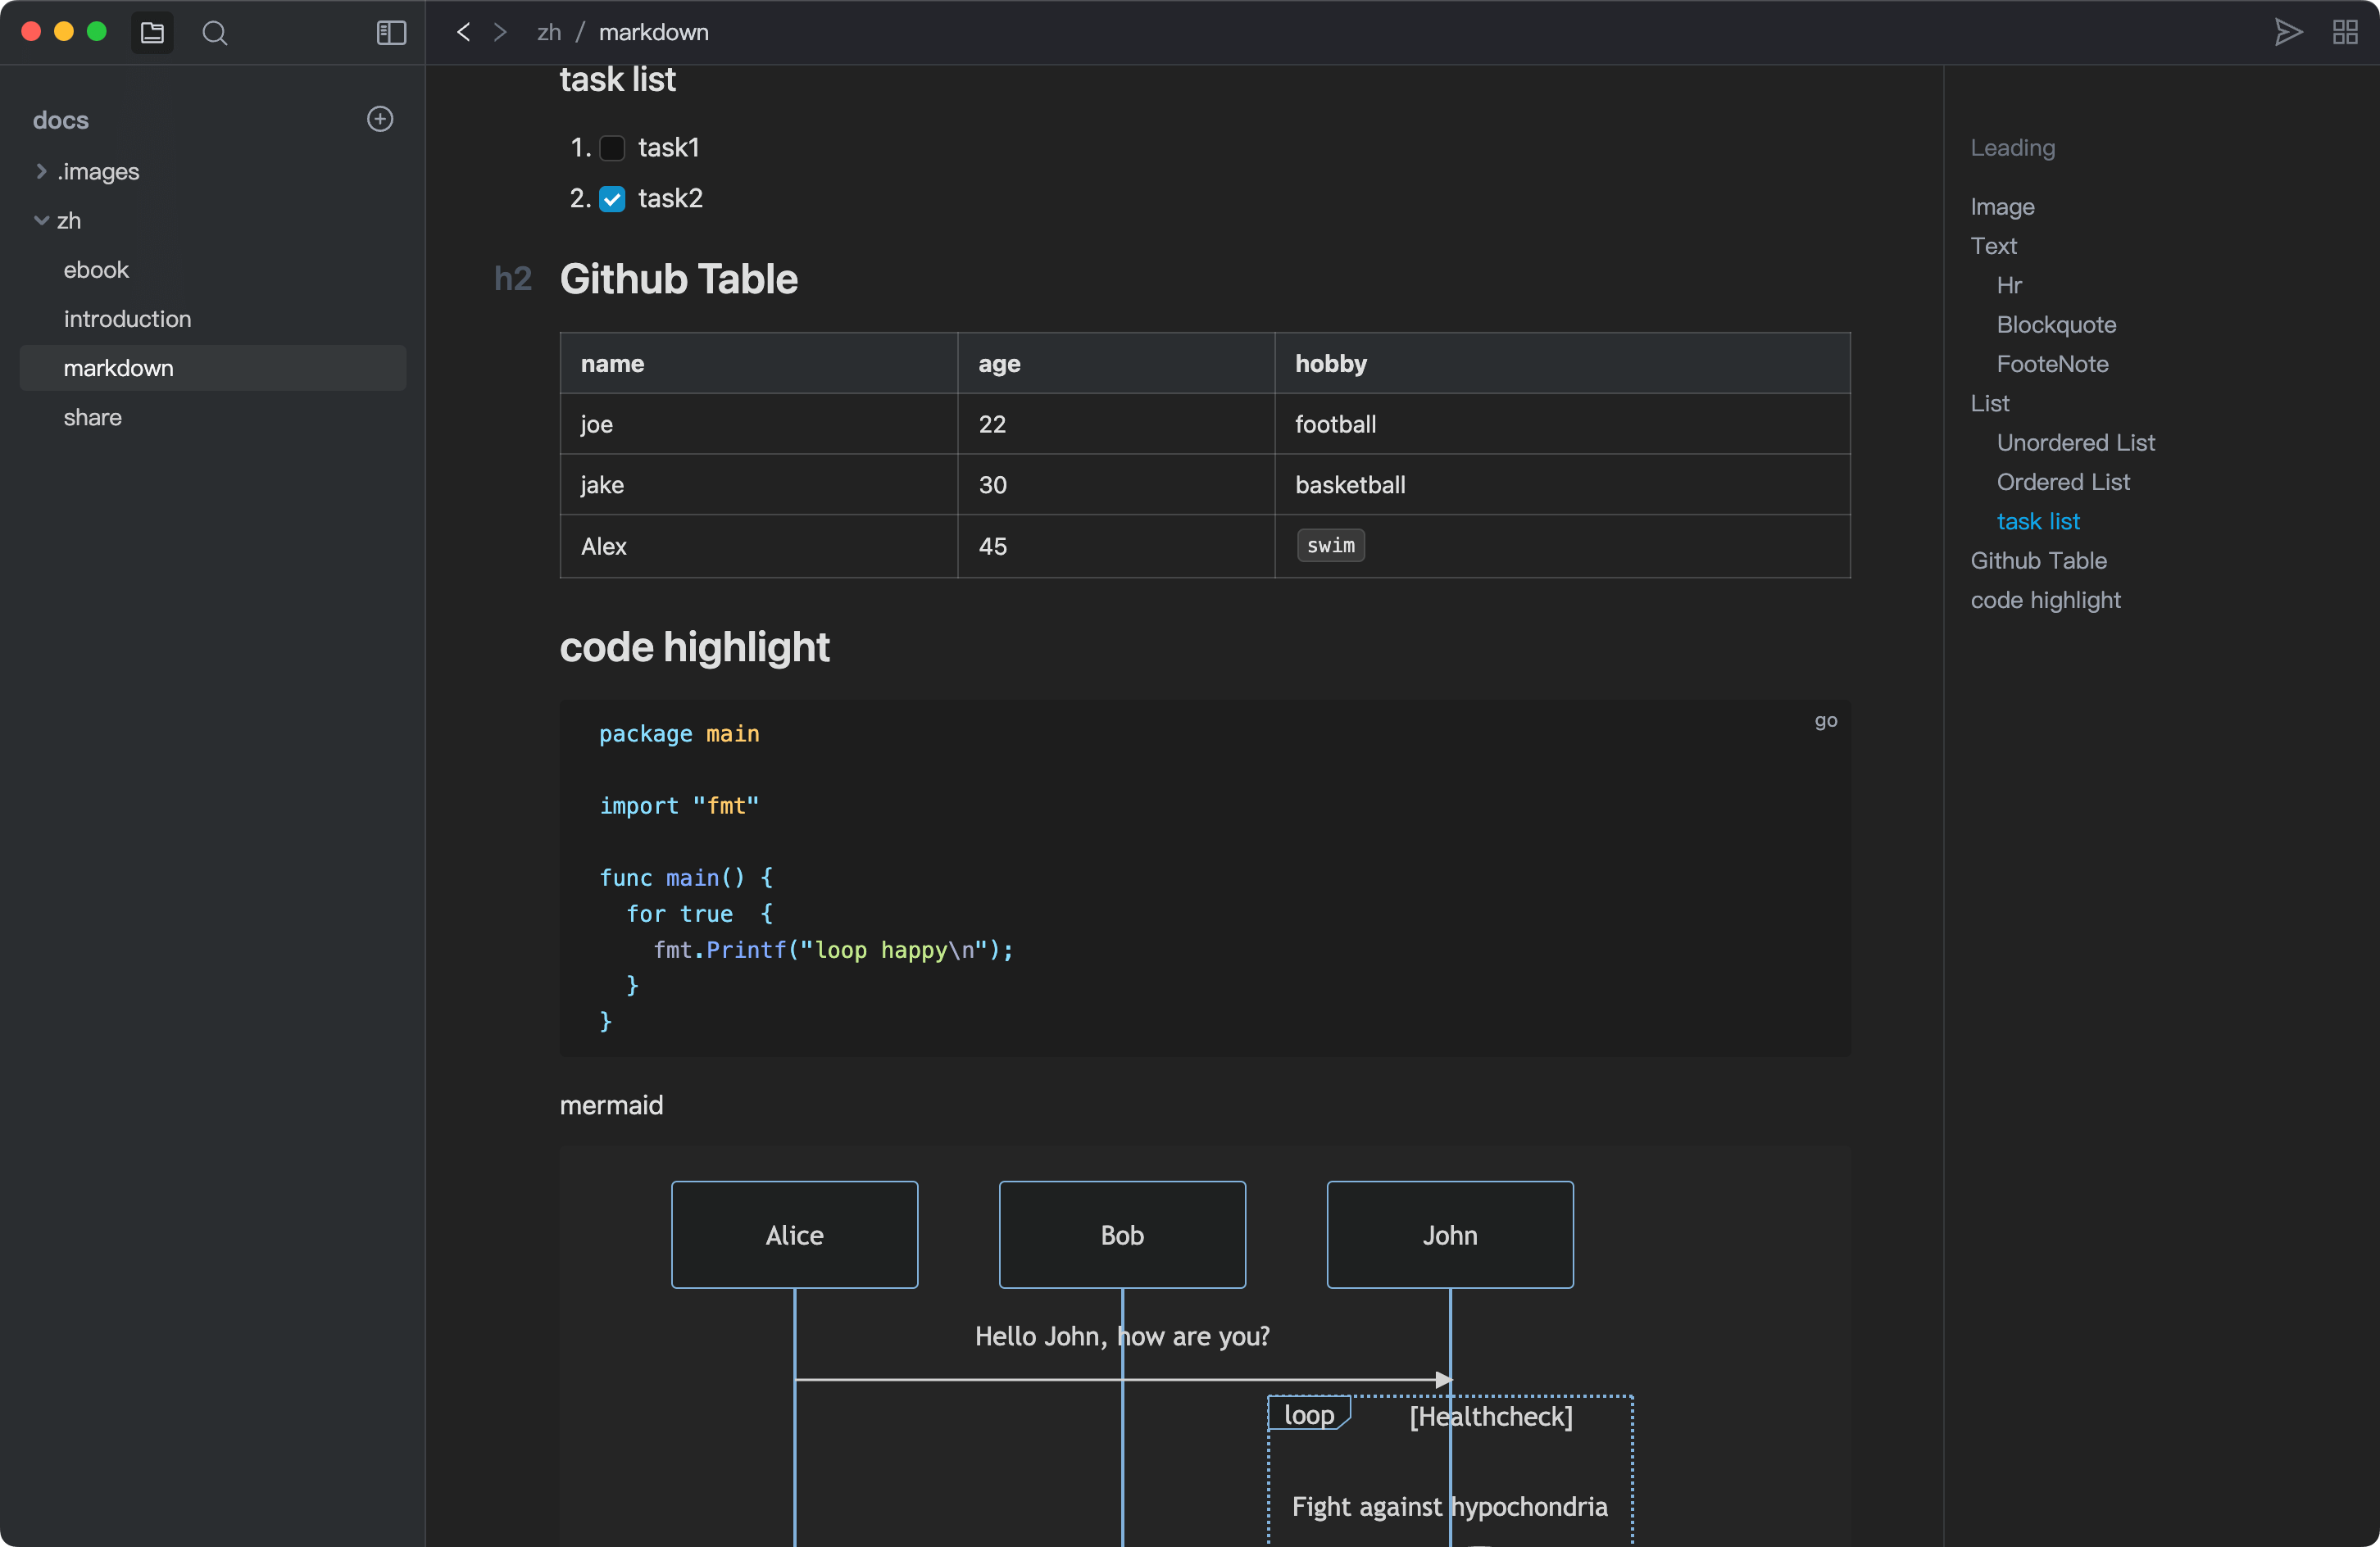 zh / markdown
docs
.images
zh
ebook
introduction
markdown
share
task list
1. task1
2. task2
h2 Github Table
name age hobby
joe 22 football
jake 30 basketball
Alex 45 swim
code highlight
go
package main
import "fmt"
func main() {
for true  {
fmt.Printf("loop happy\n");
}
}
mermaid
Alice Bob John
Hello John, how are you?
loop [Healthcheck]
Fight against hypochondria
Leading
Image
Text
Hr
Blockquote
FooteNote
List
Unordered List
Ordered List
task list
Github Table
code highlight